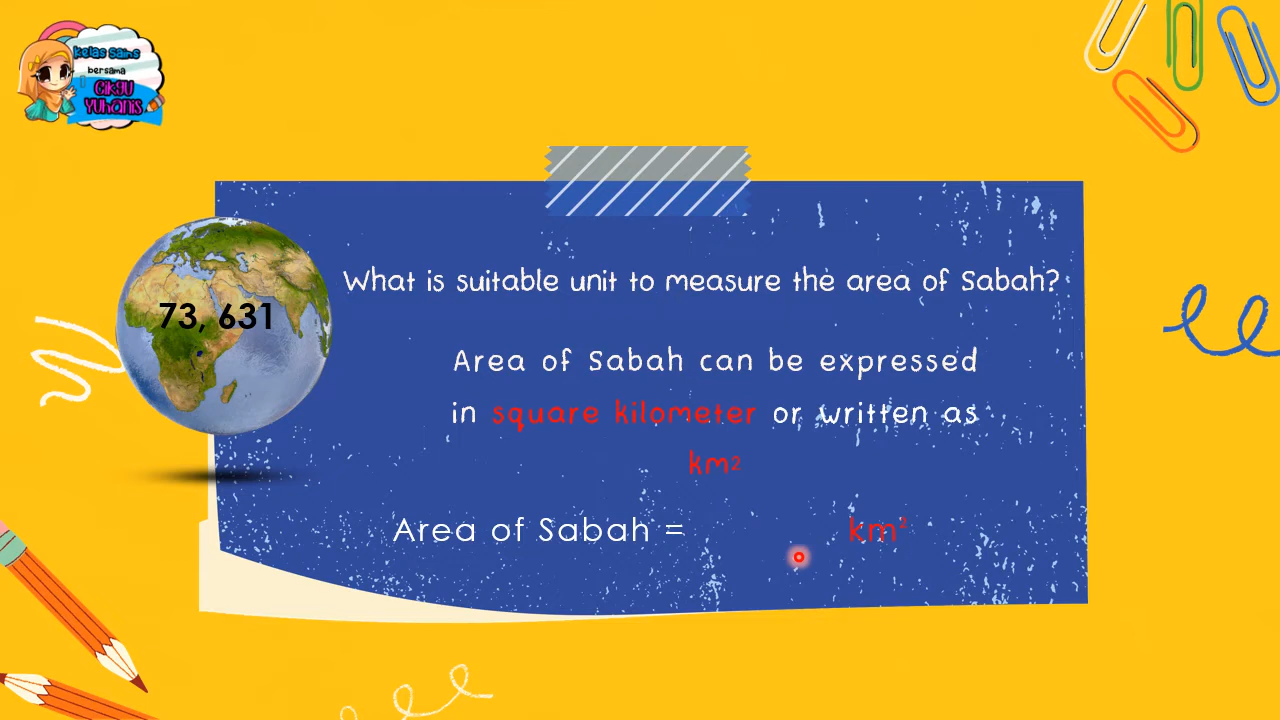 Kelas Sains
bersama
Cikgu
Yuhanis
What is suitable unit to measure the area of Sabah?
73, 631
Area of Sabah can be expressed
in square kilometer or written as
km2
Area of Sabah = km²